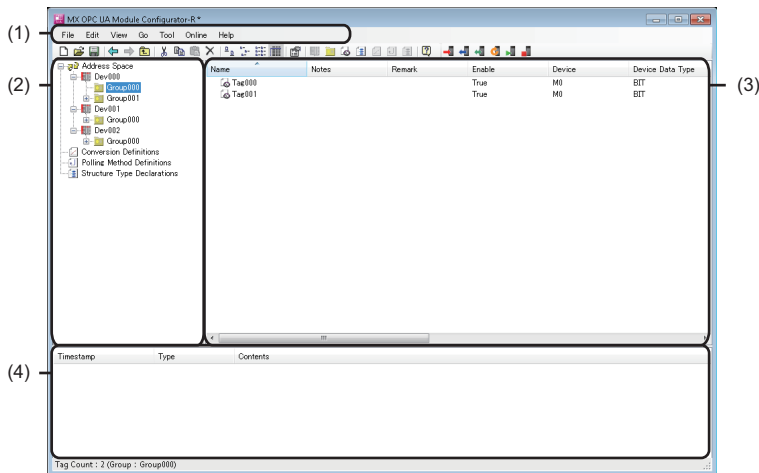 MX OPC UA Module Configurator-R *
(1)
File Edit View Go Tool Online Help
(2)
Address Space
Dev000
Group000
Group001
Dev001
Group000
Dev002
Group000
Conversion Definitions
Polling Method Definitions
Structure Type Declarations
(3)
Name Notes Remark Enable Device Device Data Type
Tag000 True M0 BIT
Tag001 True M0 BIT
(4)
Timestamp Type Contents
Tag Count : 2 (Group : Group000)